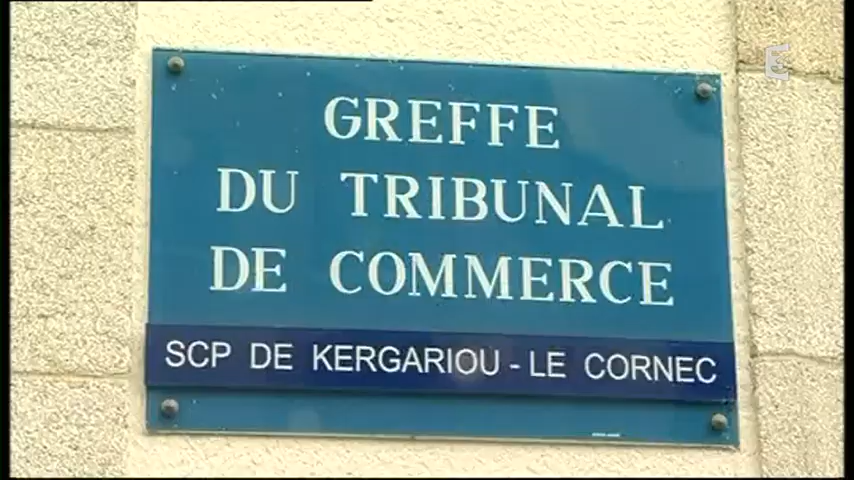 GREFFE
DU TRIBUNAL
DE COMMERCE
SCP DE KERGARIOU - LE CORNEC